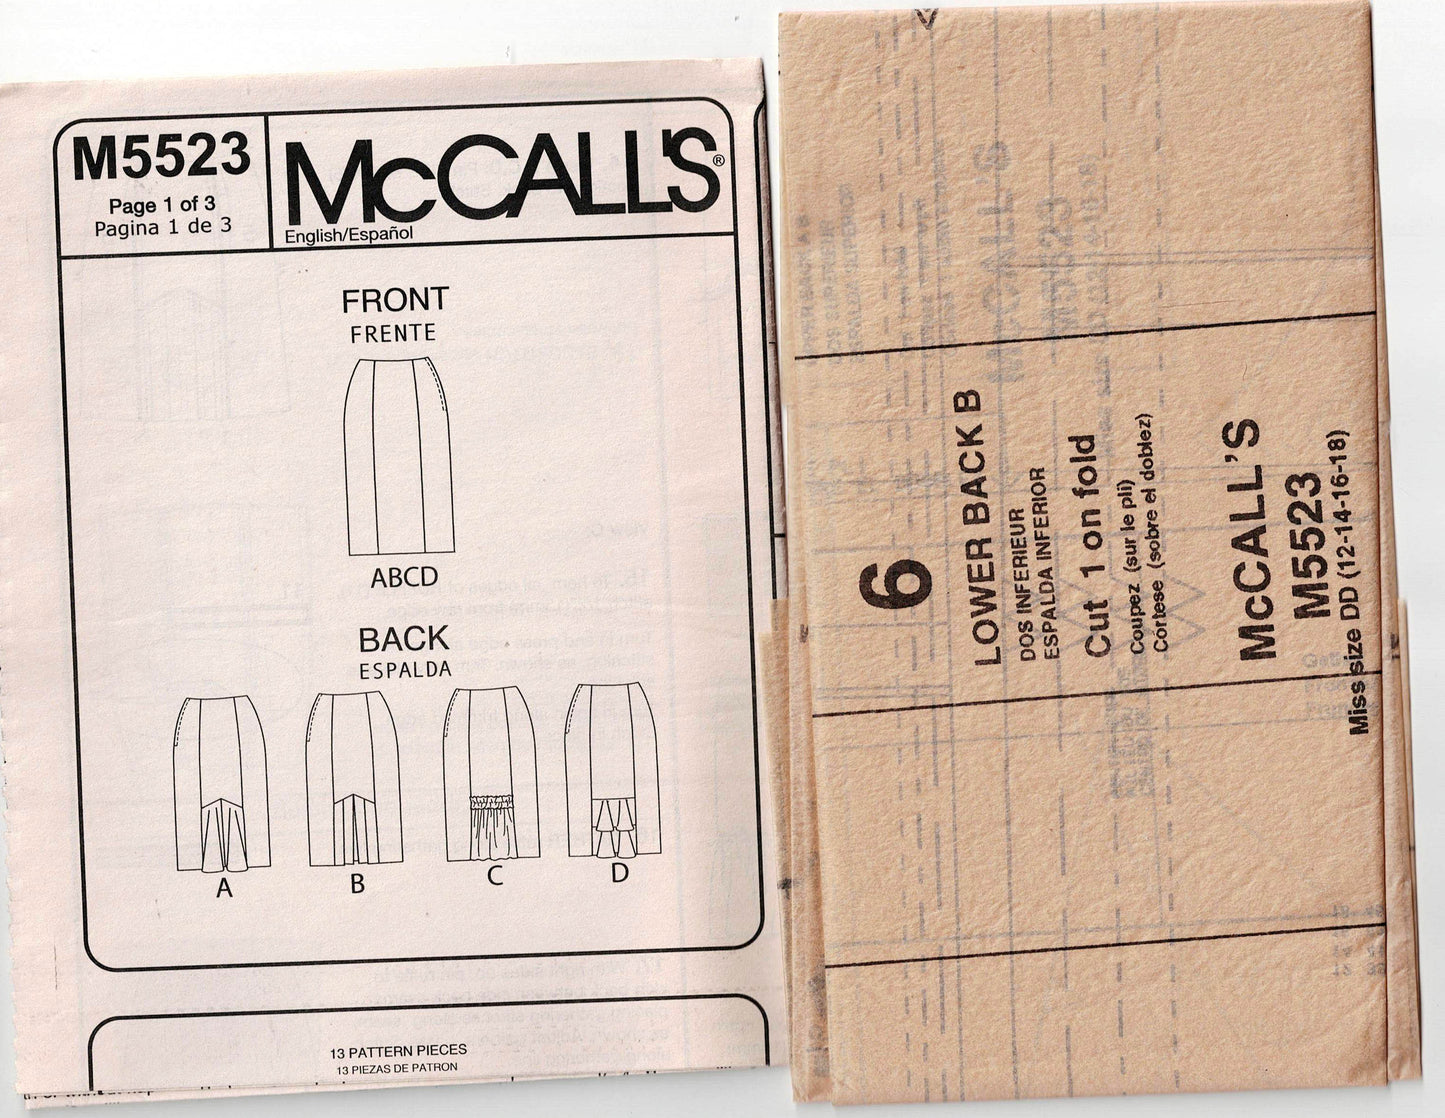 M5523
Page 1 of 3
Pagina 1 de 3
McCALL'S®
English/Español
FRONT
FRENTE
ABCD
BACK
ESPALDA
A
B
C
D
13 PATTERN PIECES
13 PIEZAS DE PATRON
6
LOWER BACK B
DOS INFERIEUR
ESPALDA INFERIOR
Cut 1 on fold
Coupez (sur le pli)
Cortese (sobre el doblez)
McCALL'S
M5523
Miss size DD (12-14-16-18)